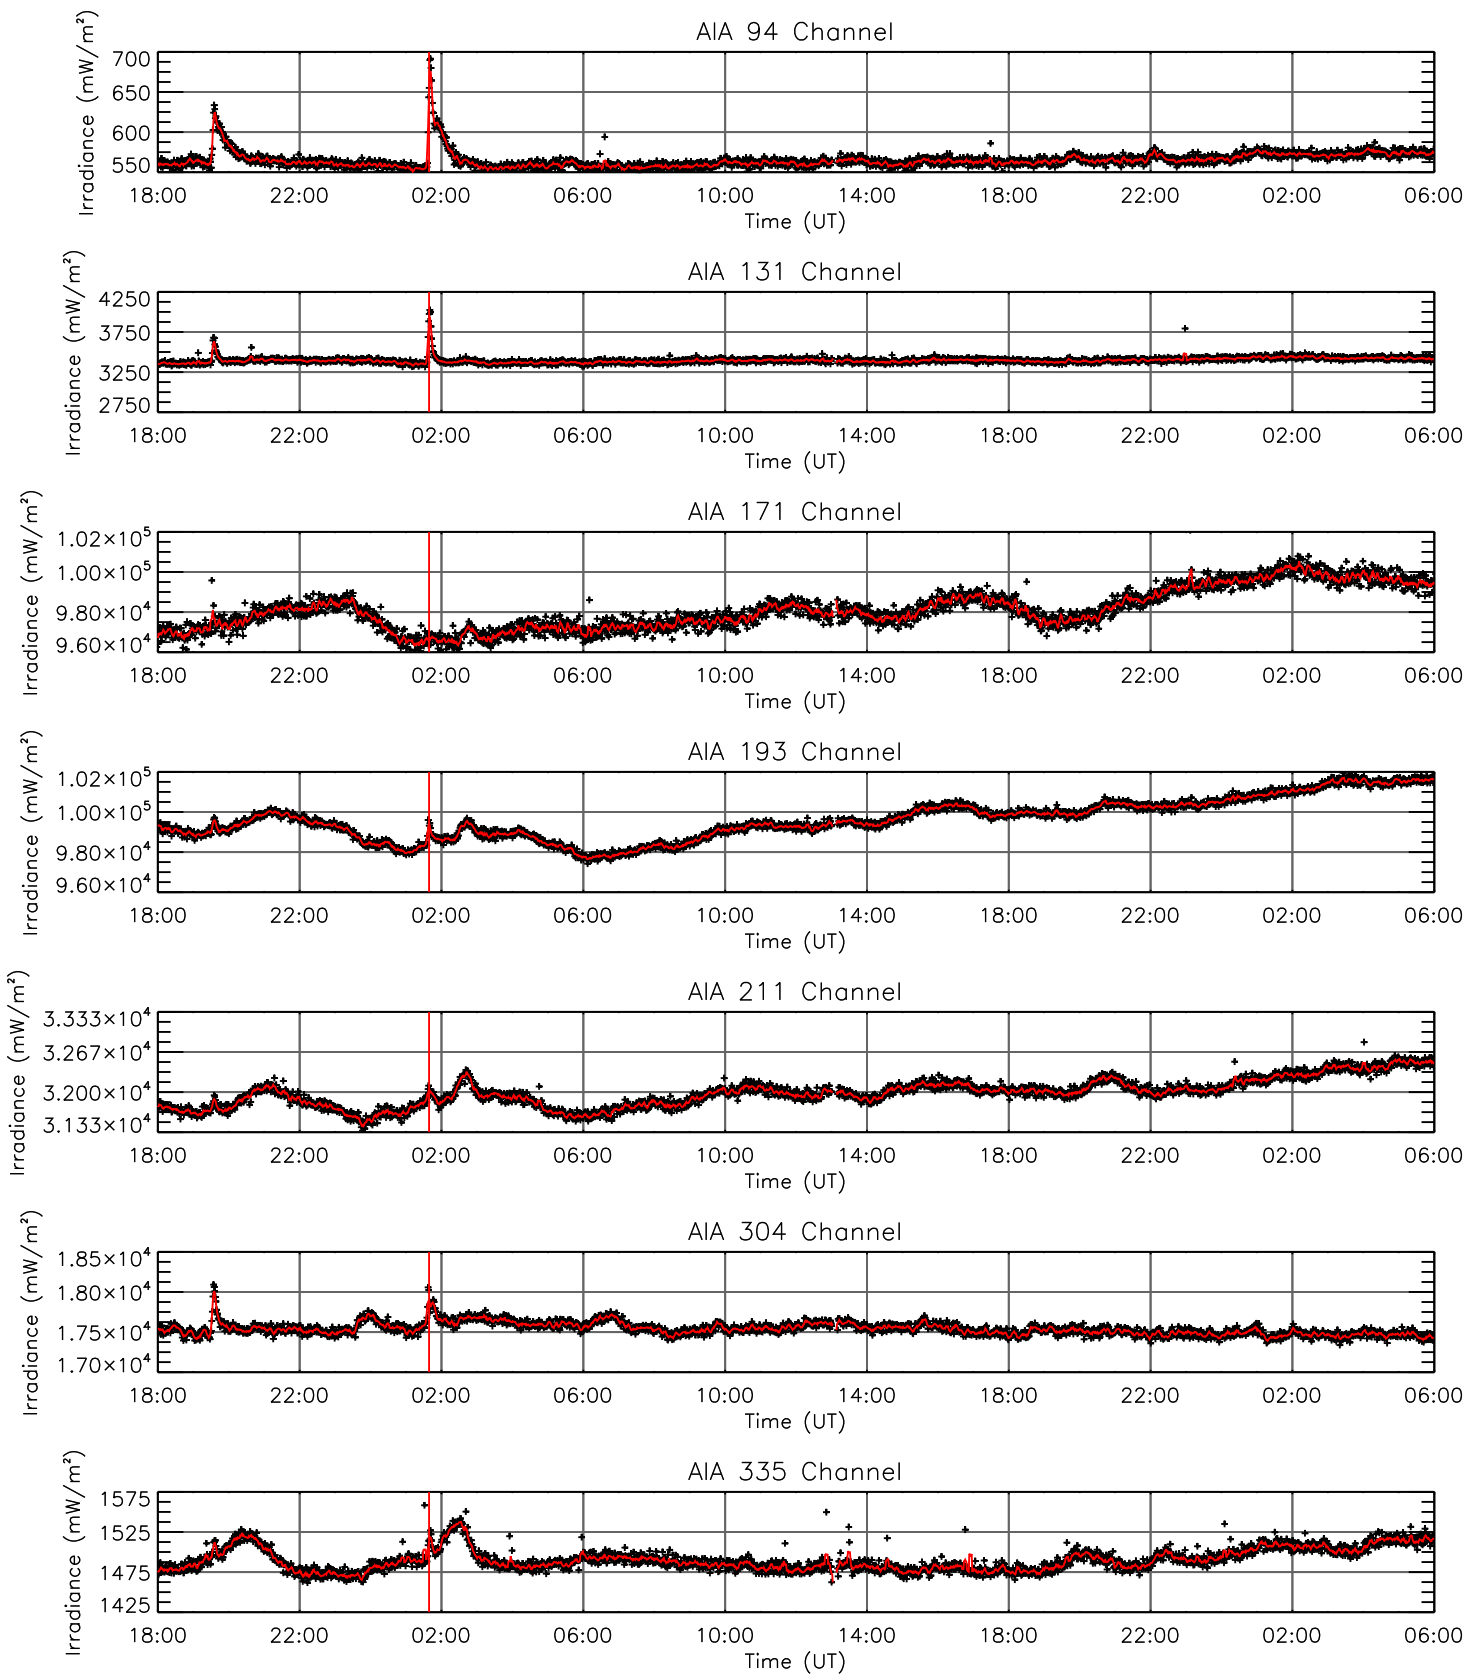 AIA 94 Channel
Irradiance (mW/m²)
700
650
600
550
18:00 22:00 02:00 06:00 10:00 14:00 18:00 22:00 02:00 06:00
Time (UT)
AIA 131 Channel
Irradiance (mW/m²)
4250
3750
3250
2750
18:00 22:00 02:00 06:00 10:00 14:00 18:00 22:00 02:00 06:00
Time (UT)
AIA 171 Channel
Irradiance (mW/m²)
1.02×10⁵
1.00×10⁵
9.80×10⁴
9.60×10⁴
18:00 22:00 02:00 06:00 10:00 14:00 18:00 22:00 02:00 06:00
Time (UT)
AIA 193 Channel
Irradiance (mW/m²)
1.02×10⁵
1.00×10⁵
9.80×10⁴
9.60×10⁴
18:00 22:00 02:00 06:00 10:00 14:00 18:00 22:00 02:00 06:00
Time (UT)
AIA 211 Channel
Irradiance (mW/m²)
3.333×10⁴
3.267×10⁴
3.200×10⁴
3.133×10⁴
18:00 22:00 02:00 06:00 10:00 14:00 18:00 22:00 02:00 06:00
Time (UT)
AIA 304 Channel
Irradiance (mW/m²)
1.85×10⁴
1.80×10⁴
1.75×10⁴
1.70×10⁴
18:00 22:00 02:00 06:00 10:00 14:00 18:00 22:00 02:00 06:00
Time (UT)
AIA 335 Channel
Irradiance (mW/m²)
1575
1525
1475
1425
18:00 22:00 02:00 06:00 10:00 14:00 18:00 22:00 02:00 06:00
Time (UT)